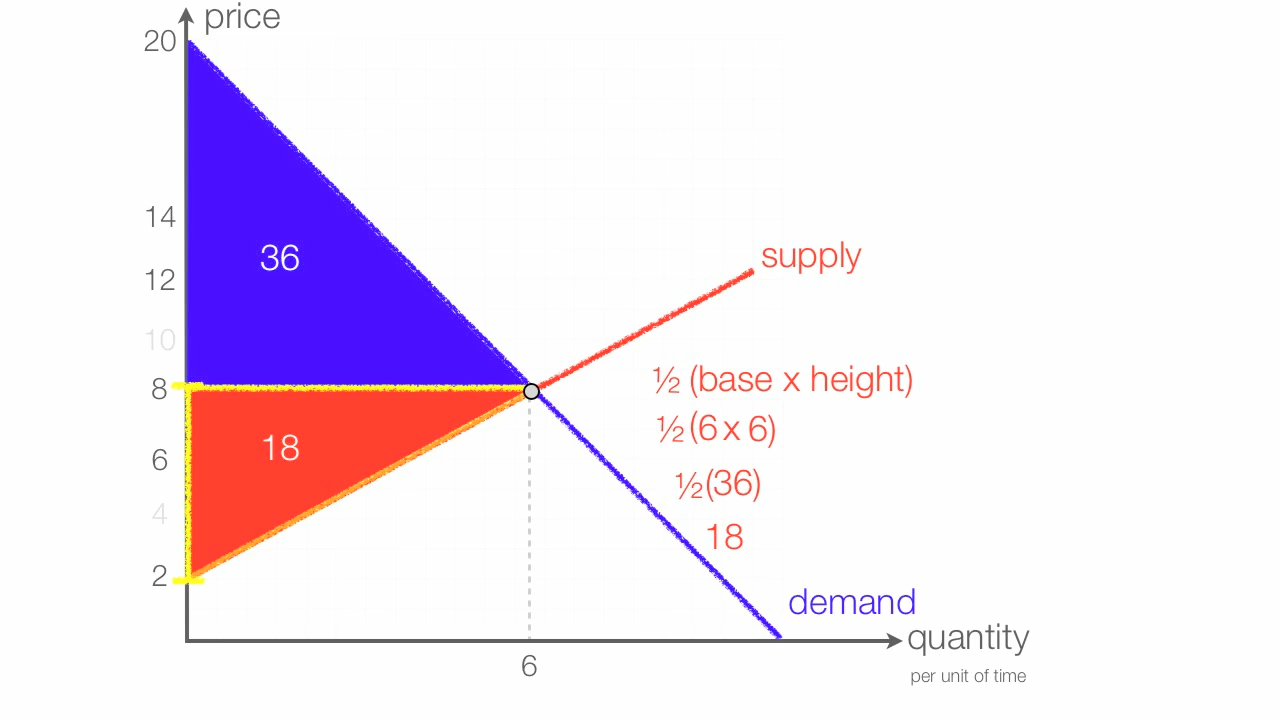 price
20
14
36
supply
12
10
½ (base x height)
8
½(6 x 6)
18
6
½(36)
4
18
2
demand
quantity
6
per unit of time